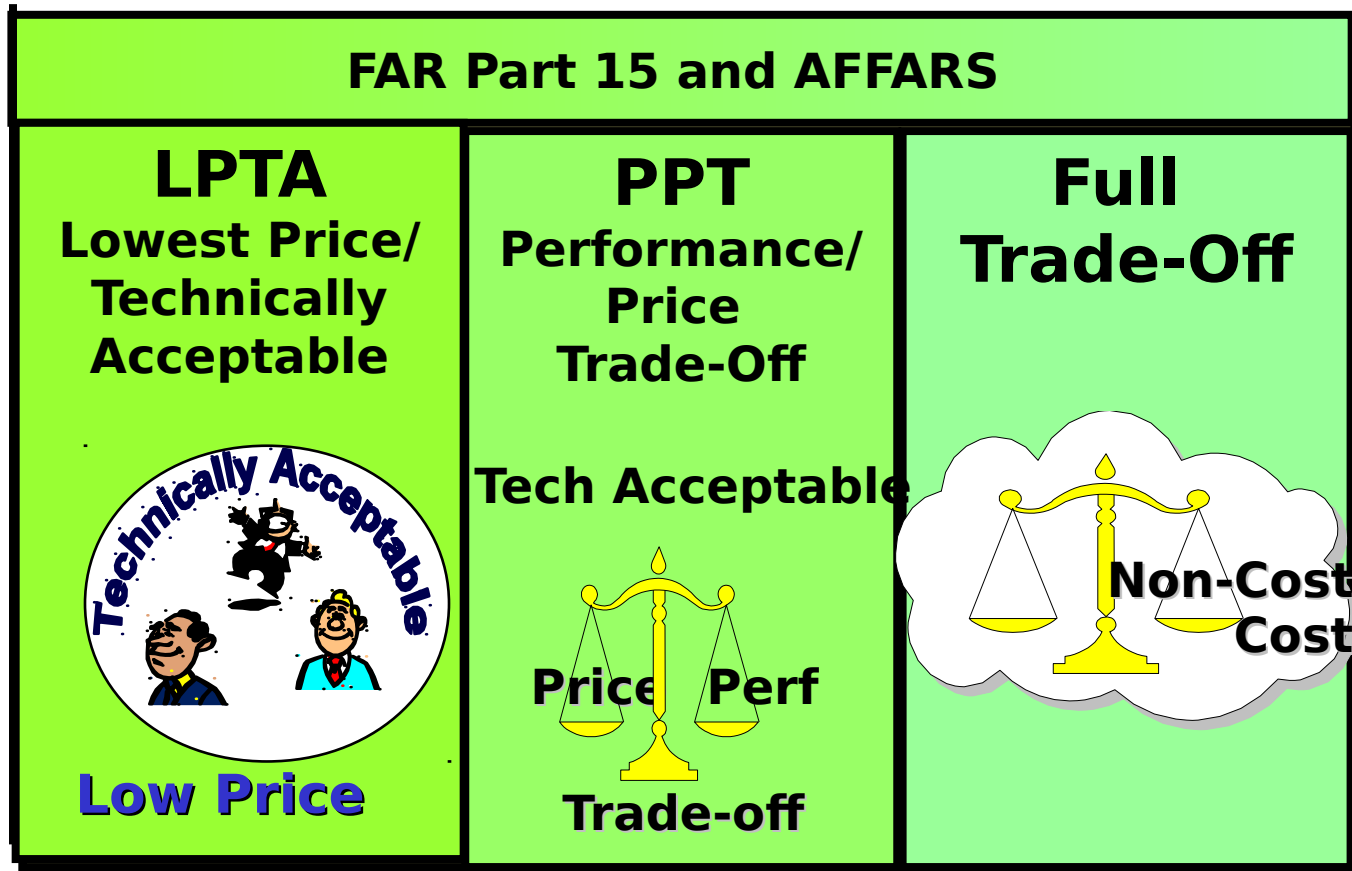 FAR Part 15 and AFFARS
LPTA
Lowest Price/
Technically
Acceptable
Technically Acceptable
Low Price
PPT
Performance/
Price
Trade-Off
Tech Acceptable
Price
Perf
Trade-off
Full
Trade-Off
Non-Cost
Cost